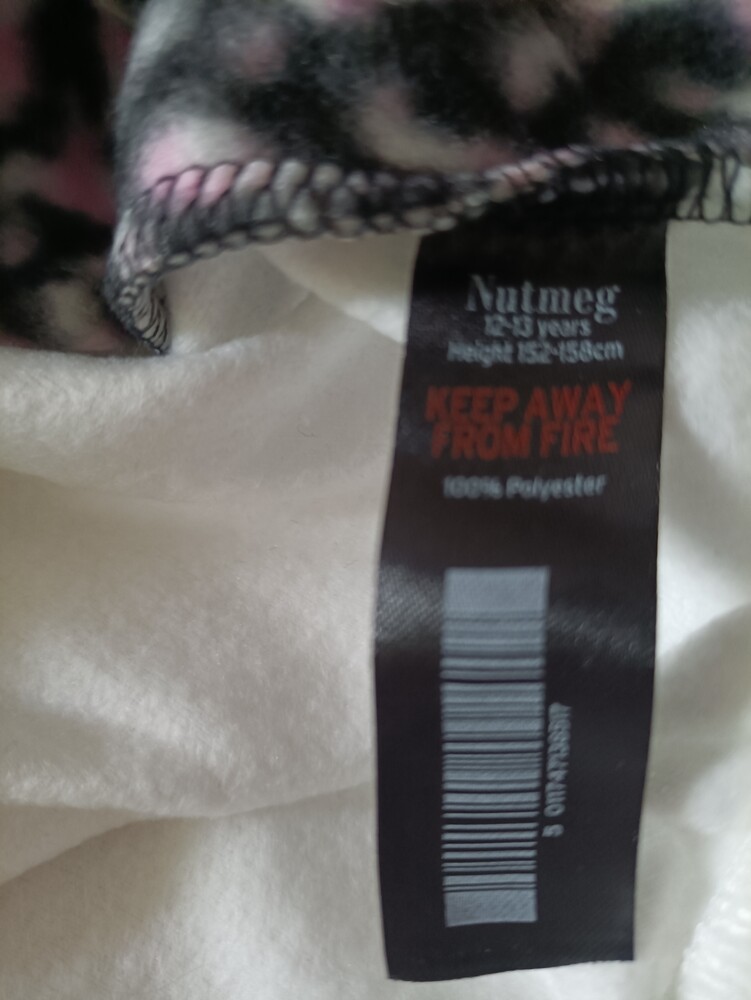 Nutmeg
12-13 years
Height 152-158cm
KEEP AWAY
FROM FIRE
100% Polyester